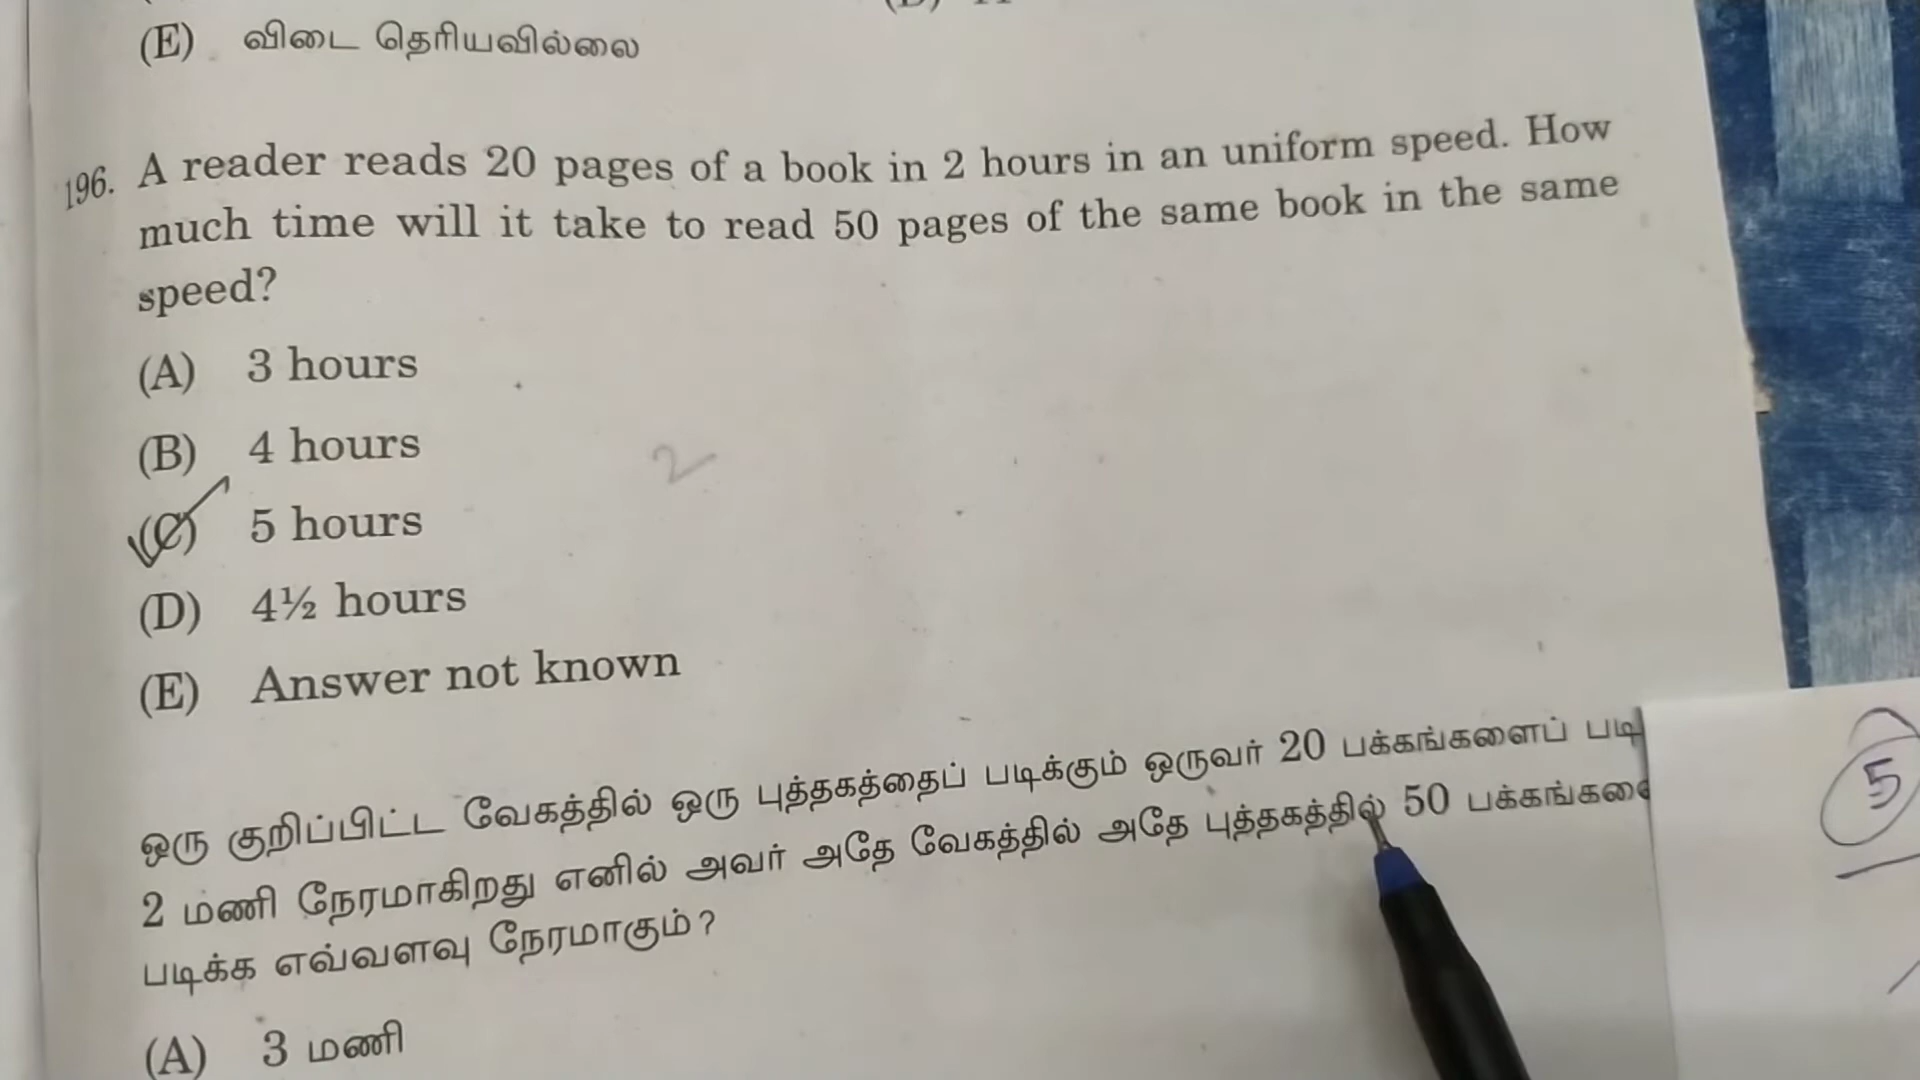 (E) விடை தெரியவில்லை
196. A reader reads 20 pages of a book in 2 hours in an uniform speed. How
much time will it take to read 50 pages of the same book in the same
speed?
(A) 3 hours
(B) 4 hours
2
(C) 5 hours
(D) 4½ hours
(E) Answer not known
ஒரு குறிப்பிட்ட வேகத்தில் ஒரு புத்தகத்தைப் படிக்கும் ஒருவர் 20 பக்கங்களைப் படி
2 மணி நேரமாகிறது எனில் அவர் அதே வேகத்தில் அதே புத்தகத்தில் 50 பக்கங்களை
படிக்க எவ்வளவு நேரமாகும்?
(A) 3 மணி
5